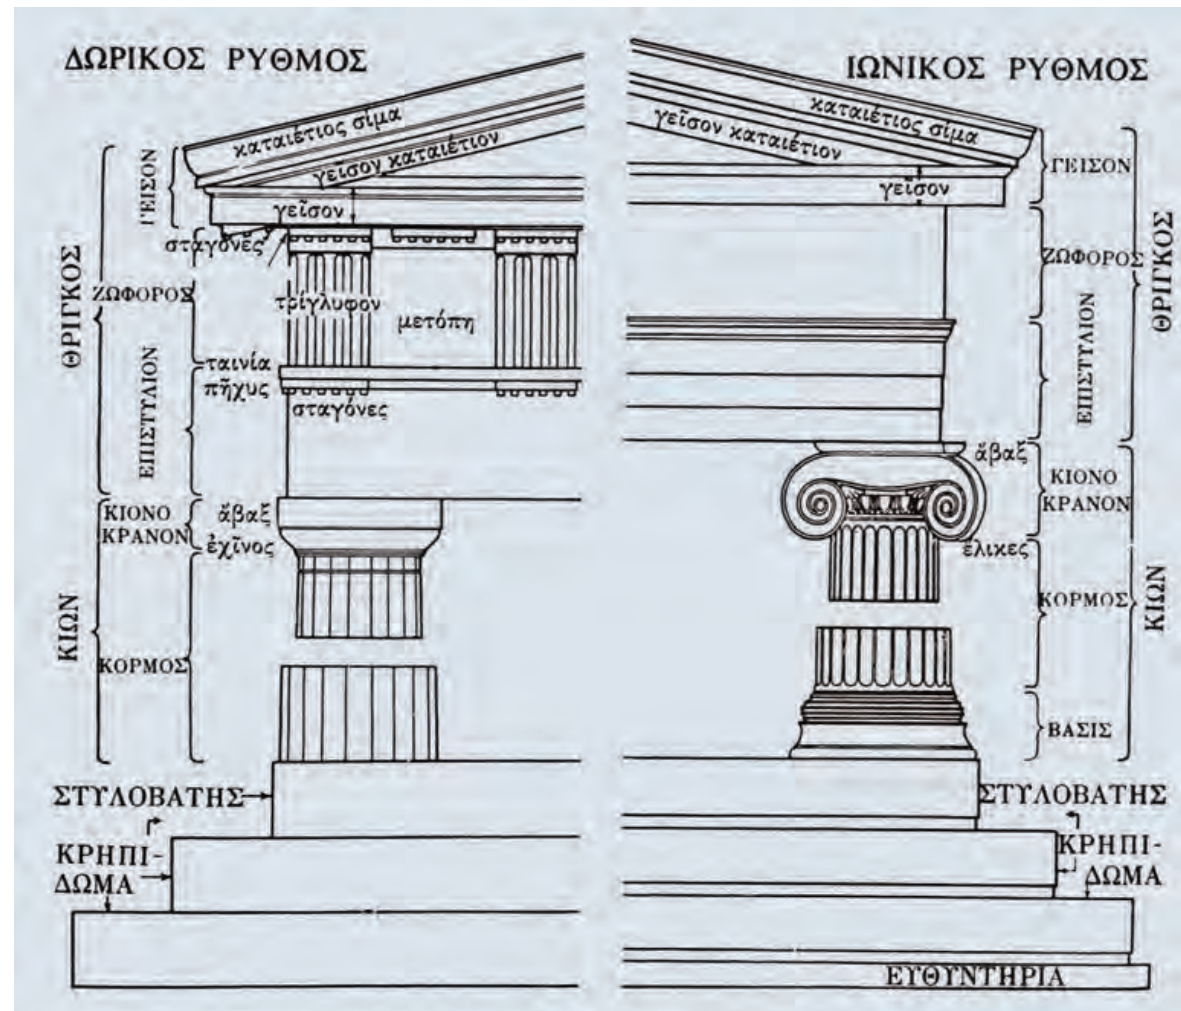 ΔΩΡΙΚΟΣ ΡΥΘΜΟΣ
καταιέτιος σίμα
γεῖσον καταιέτιον
ΓΕΙΣΟΝ
γεῖσον
σταγόνες
ΘΡΙΓΚΟΣ
ΖΩΦΟΡΟΣ
τρίγλυφον
μετόπη
ταινία
πῆχυς
σταγόνες
ΕΠΙΣΤΥΛΙΟΝ
ΚΙΟΝΟ
ΚΡΑΝΟΝ
ἄβαξ
ἐχῖνος
ΚΙΩΝ
ΚΟΡΜΟΣ
ΣΤΥΛΟΒΑΤΗΣ
ΚΡΗΠΙ-
ΔΩΜΑ
ΙΩΝΙΚΟΣ ΡΥΘΜΟΣ
καταιέτιος σίμα
γεῖσον καταιέτιον
γεῖσον
ΓΕΙΣΟΝ
ΖΩΦΟΡΟΣ
ΘΡΙΓΚΟΣ
ΕΠΙΣΤΥΛΙΟΝ
ἄβαξ
ΚΙΟΝΟ
ΚΡΑΝΟΝ
ἕλικες
ΚΟΡΜΟΣ
ΚΙΩΝ
ΒΑΣΙΣ
ΣΤΥΛΟΒΑΤΗΣ
ΚΡΗΠΙ-
ΔΩΜΑ
ΕΥΘΥΝΤΗΡΙΑ